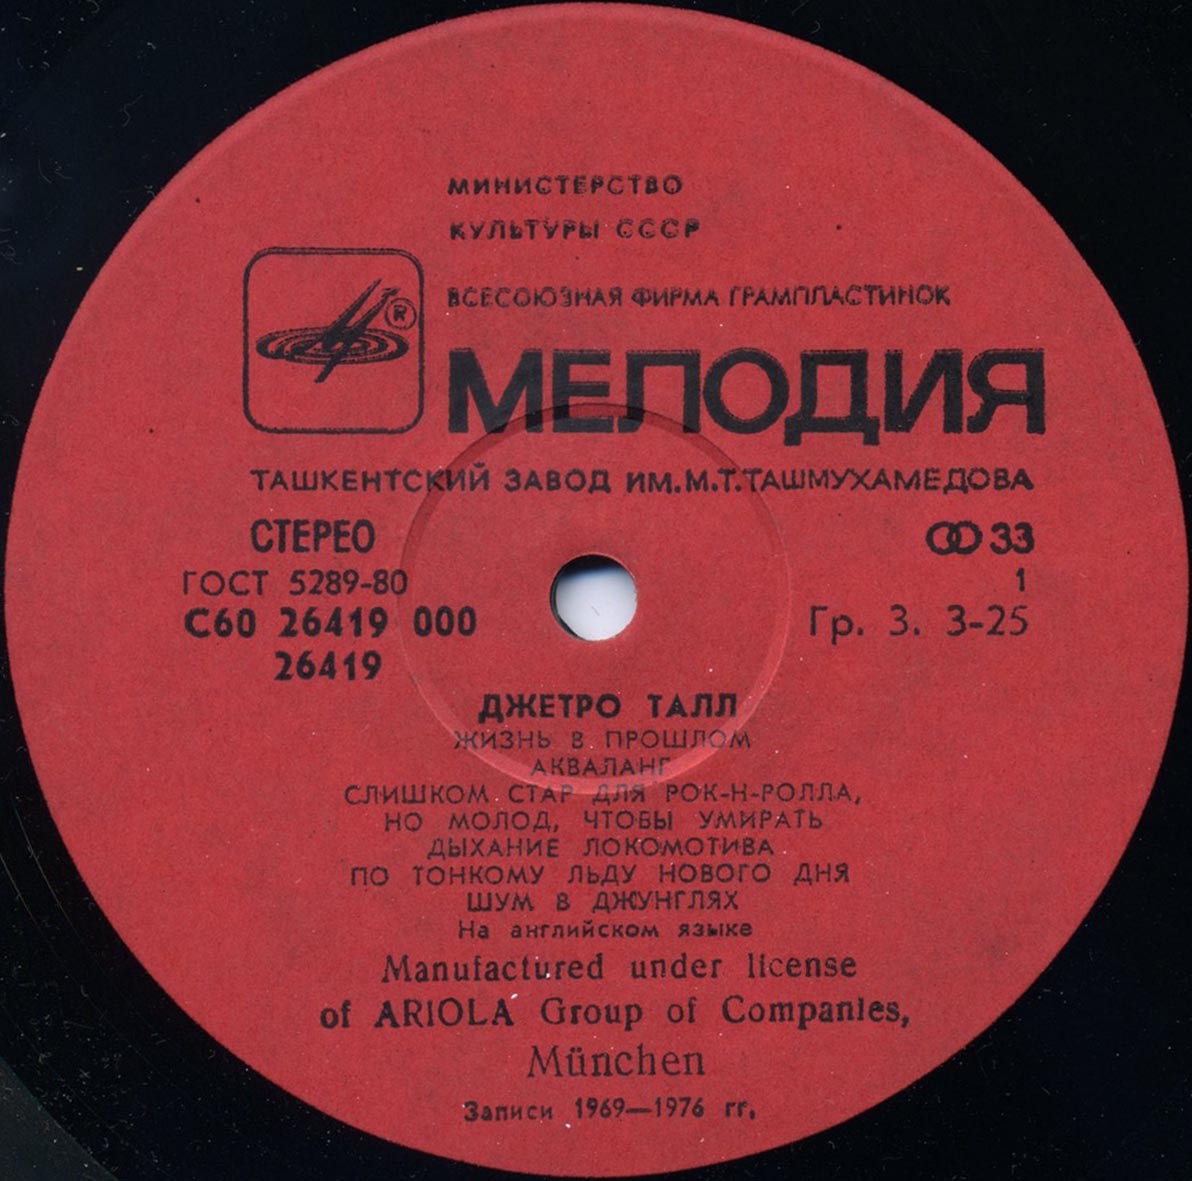 МИНИСТЕРСТВО
КУЛЬТУРЫ СССР
ВСЕСОЮЗНАЯ ФИРМА ГРАМПЛАСТИНОК
®
МЕЛОДИЯ
ТАШКЕНТСКИЙ ЗАВОД ИМ.М.Т.ТАШМУХАМЕДОВА
СТЕРЕО 33
ГОСТ 5289-80 1
С60 26419 000 Гр. 3. 3-25
26419
ДЖЕТРО ТАЛЛ
ЖИЗНЬ В ПРОШЛОМ
АКВАЛАНГ
СЛИШКОМ СТАР ДЛЯ РОК-Н-РОЛЛА,
НО МОЛОД, ЧТОБЫ УМИРАТЬ
ДЫХАНИЕ ЛОКОМОТИВА
ПО ТОНКОМУ ЛЬДУ НОВОГО ДНЯ
ШУМ В ДЖУНГЛЯХ
На английском языке
Manufactured under license
of ARIOLA Group of Companies,
München
Записи 1969—1976 гг.